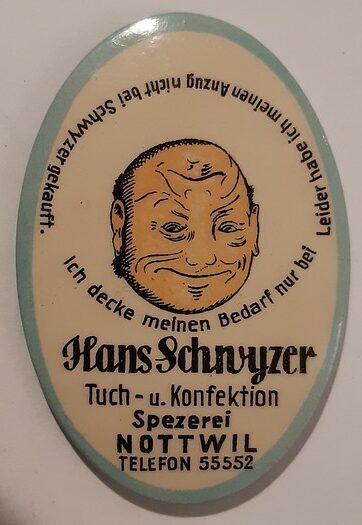 Leider habe ich meinen Anzug nicht bei Schwyzer gekauft.
Ich decke meinen Bedarf nur bei
Hans Schwyzer
Tuch - u. Konfektion
Spezerei
NOTTWIL
TELEFON 55552